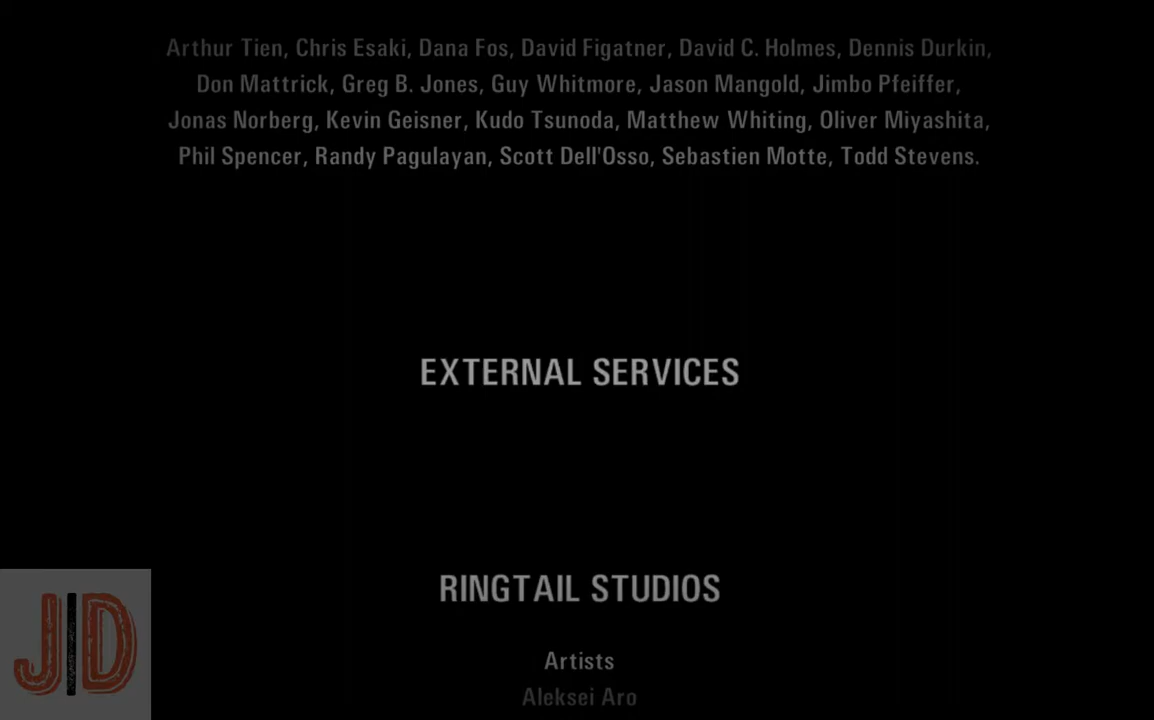 Arthur Tien, Chris Esaki, Dana Fos, David Figatner, David C. Holmes, Dennis Durkin,
Don Mattrick, Greg B. Jones, Guy Whitmore, Jason Mangold, Jimbo Pfeiffer,
Jonas Norberg, Kevin Geisner, Kudo Tsunoda, Matthew Whiting, Oliver Miyashita,
Phil Spencer, Randy Pagulayan, Scott Dell'Osso, Sebastien Motte, Todd Stevens.
EXTERNAL SERVICES
RINGTAIL STUDIOS
Artists
Aleksei Aro
J|D